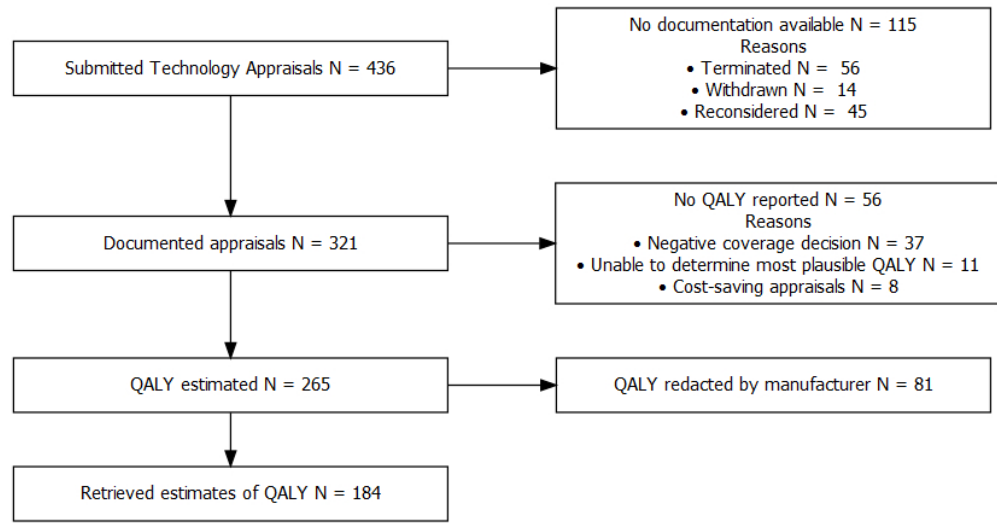 Submitted Technology Appraisals N = 436
No documentation available N = 115
Reasons
• Terminated N =  56
• Withdrawn N =  14
• Reconsidered N =  45
Documented appraisals N = 321
No QALY reported N = 56
Reasons
• Negative coverage decision N = 37
• Unable to determine most plausible QALY N = 11
• Cost-saving appraisals N = 8
QALY estimated N = 265
QALY redacted by manufacturer N = 81
Retrieved estimates of QALY N = 184